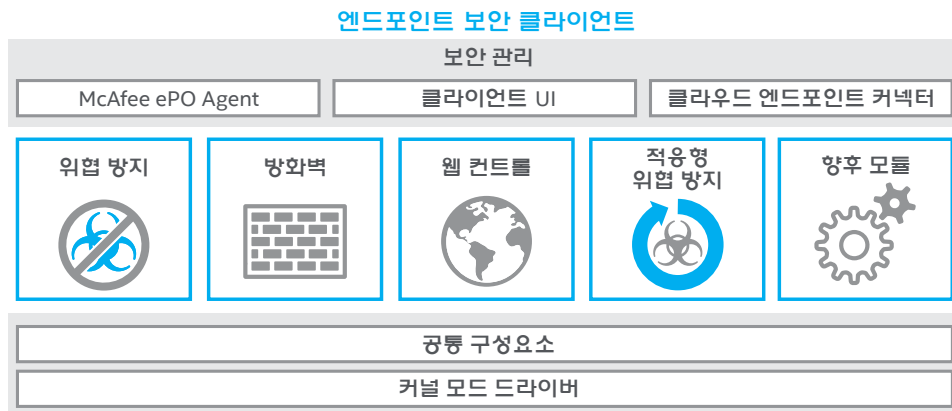 엔드포인트 보안 클라이언트
보안 관리
McAfee ePO Agent
클라이언트 UI
클라우드 엔드포인트 커넥터
위협 방지
방화벽
웹 컨트롤
적응형
위협 방지
향후 모듈
공통 구성요소
커널 모드 드라이버